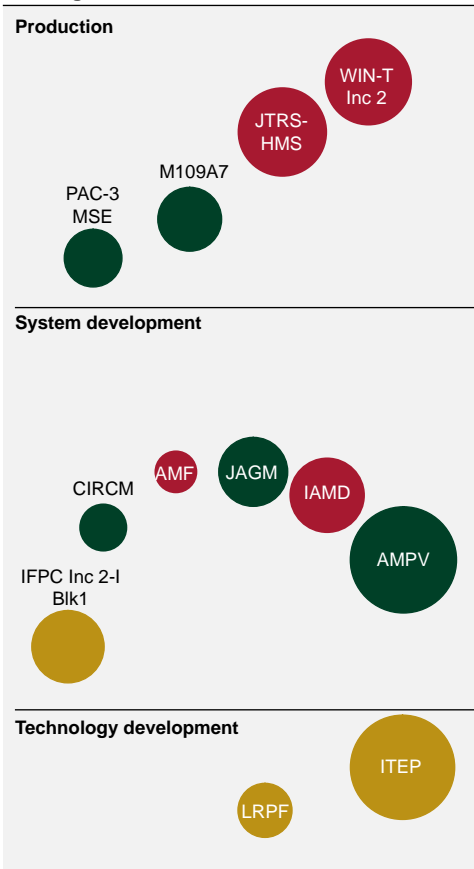 Production
WIN-T
Inc 2
JTRS-
HMS
M109A7
PAC-3
MSE
System development
AMF
JAGM
IAMD
CIRCM
AMPV
IFPC Inc 2-I
Blk1
Technology development
ITEP
LRPF